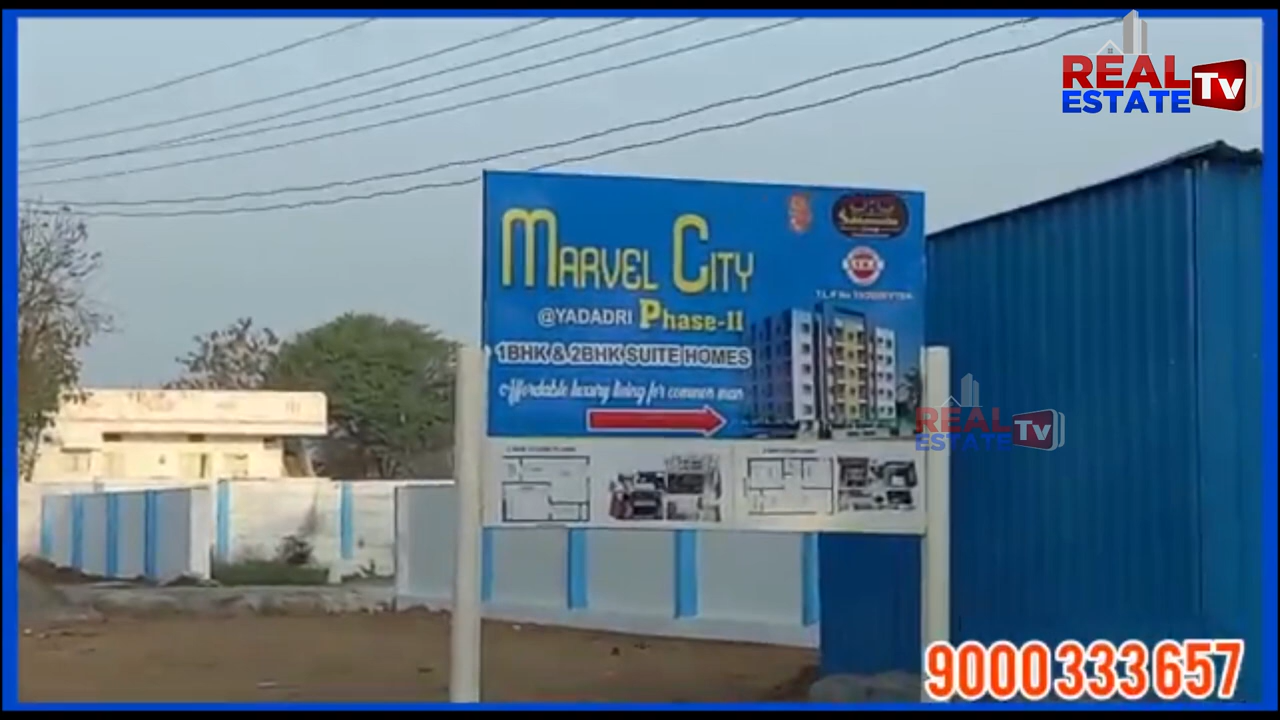 REAL
ESTATE TV
MARVEL CITY
@YADADRI Phase-II
1BHK & 2BHK SUITE HOMES
Affordable luxury living for common man
REAL
ESTATE TV
9000333657